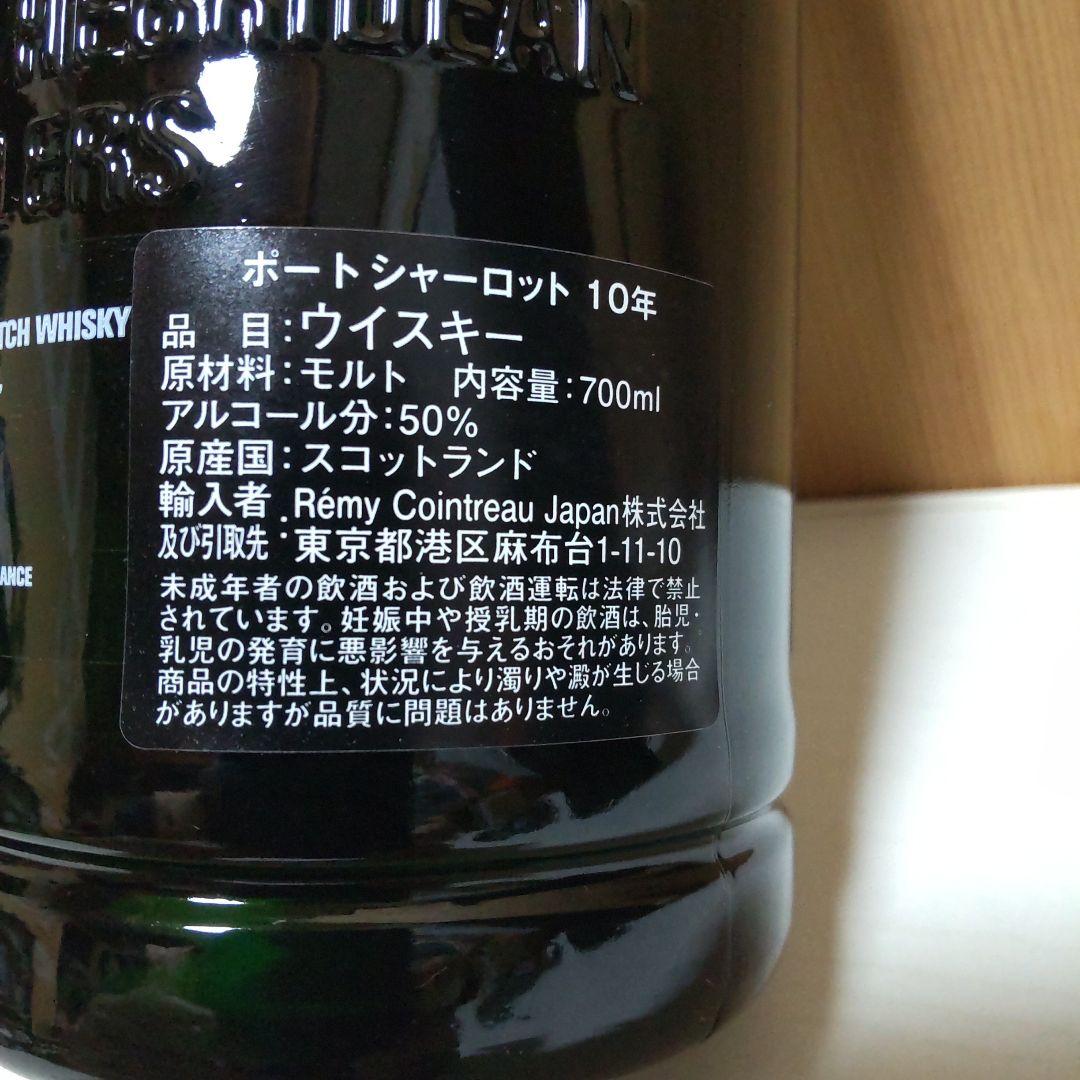 HEBRIDEAN
TCH WHISKY
ポートシャーロット 10年
品 目:ウイスキー
原材料:モルト 内容量:700ml
アルコール分:50%
原産国:スコットランド
輸入者 Rémy Cointreau Japan株式会社
及び引取先:東京都港区麻布台1-11-10
ANCE
未成年者の飲酒および飲酒運転は法律で禁止
されています。妊娠中や授乳期の飲酒は、胎児・
乳児の発育に悪影響を与えるおそれがあります。
商品の特性上、状況により濁りや澱が生じる場合
がありますが品質に問題はありません。